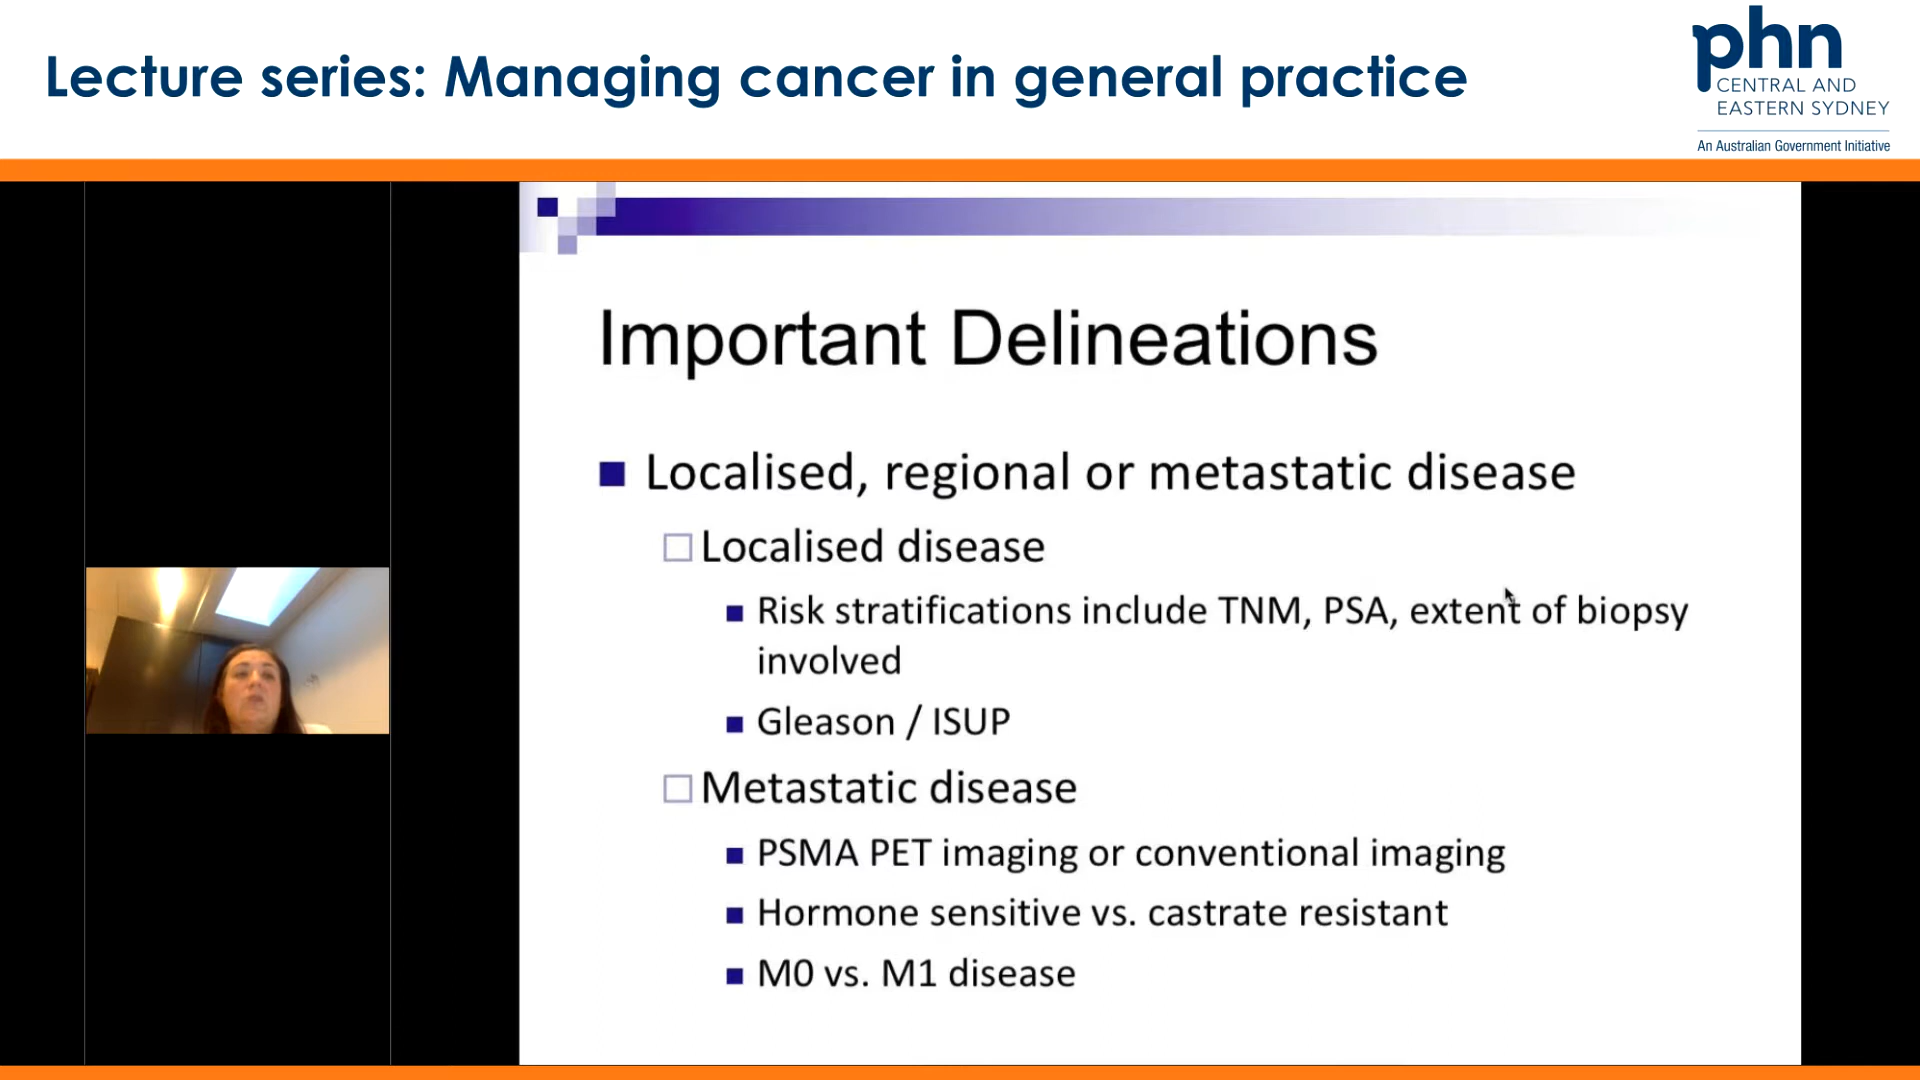 Lecture series: Managing cancer in general practice
phn
CENTRAL AND
EASTERN SYDNEY
An Australian Government Initiative
Important Delineations
Localised, regional or metastatic disease
Localised disease
Risk stratifications include TNM, PSA, extent of biopsy
involved
Gleason / ISUP
Metastatic disease
PSMA PET imaging or conventional imaging
Hormone sensitive vs. castrate resistant
M0 vs. M1 disease